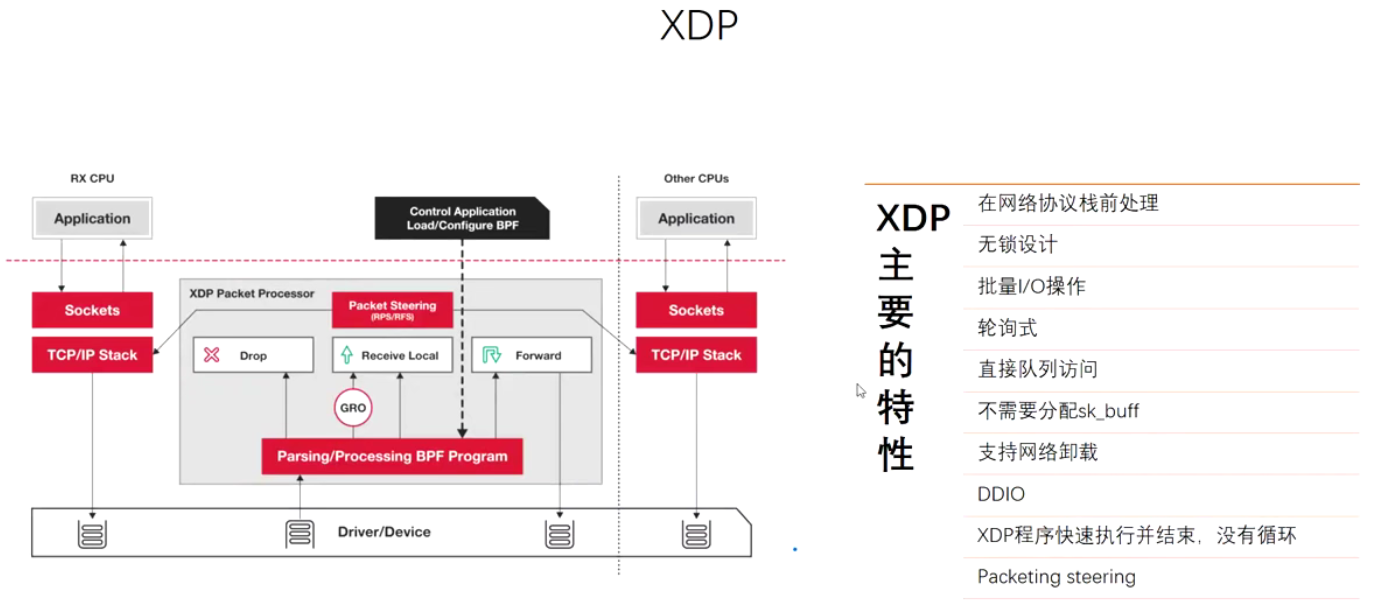 XDP
RX CPU
Other CPUs
Application
Control Application
Load/Configure BPF
Application
XDP Packet Processor
Sockets
Packet Steering
(RPS/RFS)
Sockets
TCP/IP Stack
Drop
Receive Local
Forward
TCP/IP Stack
GRO
Parsing/Processing BPF Program
Driver/Device
XDP
主
要
的
特
性
在网络协议栈前处理
无锁设计
批量I/O操作
轮询式
直接队列访问
不需要分配sk_buff
支持网络卸载
DDIO
XDP程序快速执行并结束，没有循环
Packeting steering